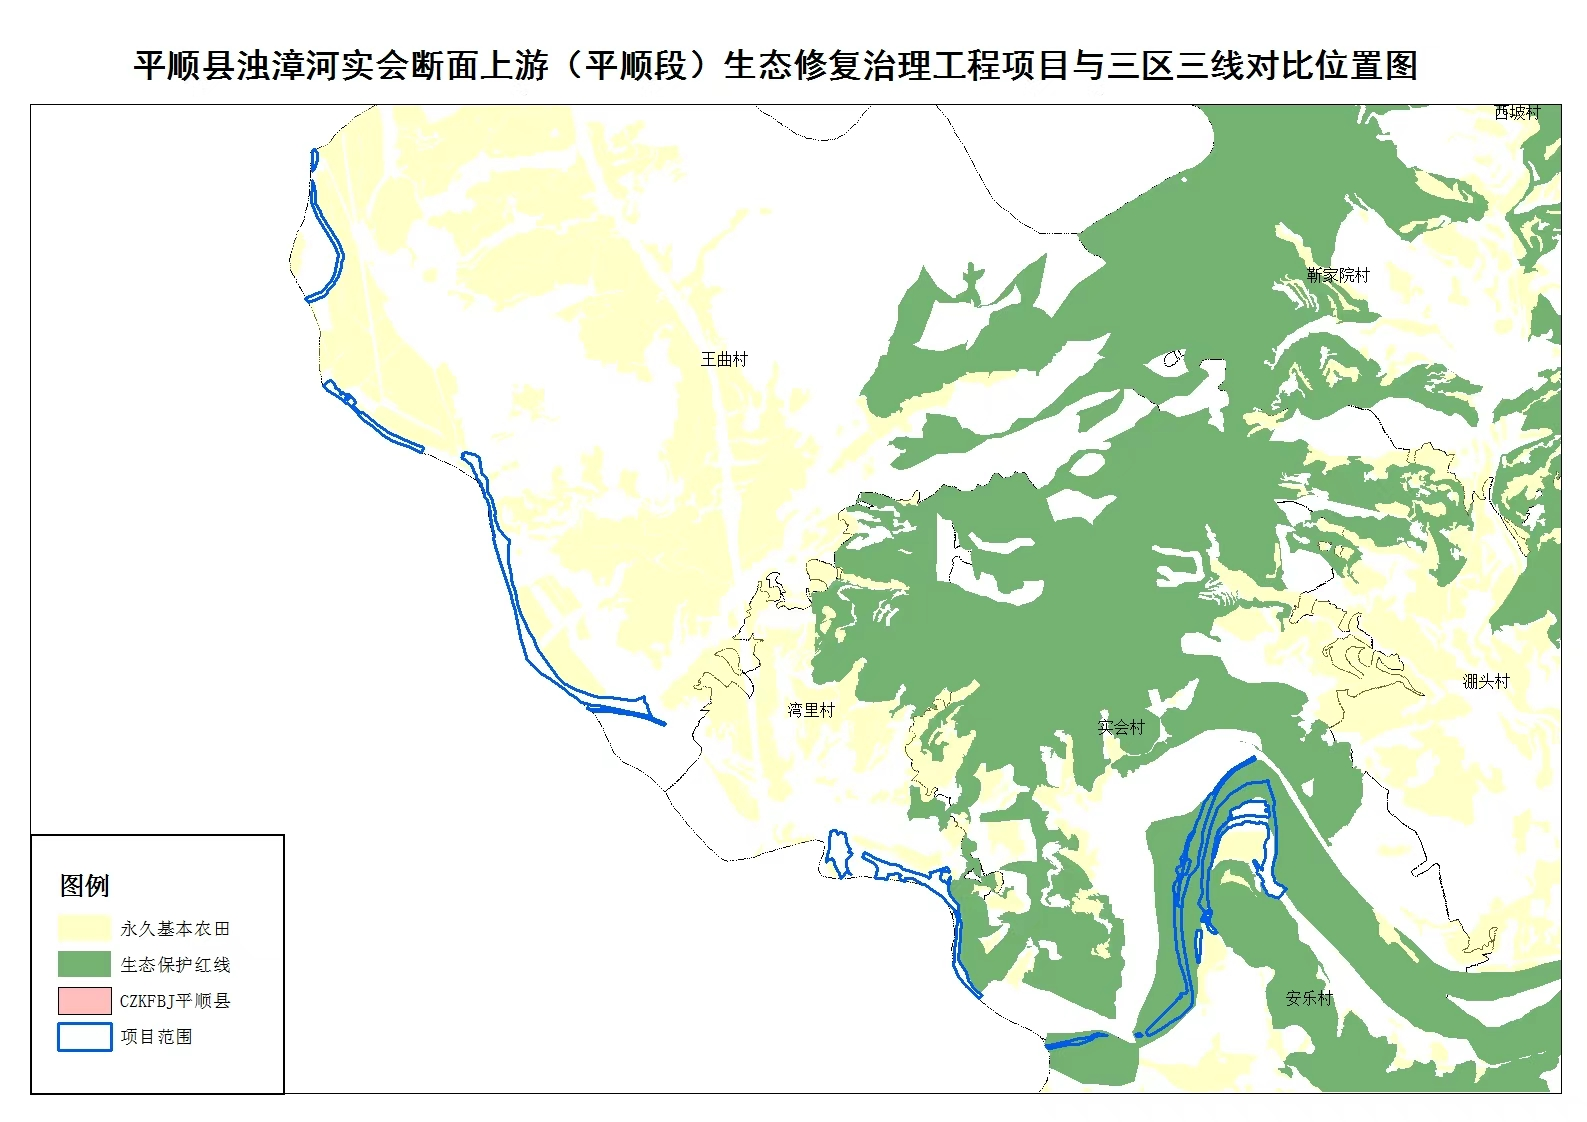 平顺县浊漳河实会断面上游（平顺段）生态修复治理工程项目与三区三线对比位置图
西坡村
靳家院村
王曲村
淜头村
湾里村
实会村
安乐村
图例
永久基本农田
生态保护红线
CZKFBJ平顺县
项目范围